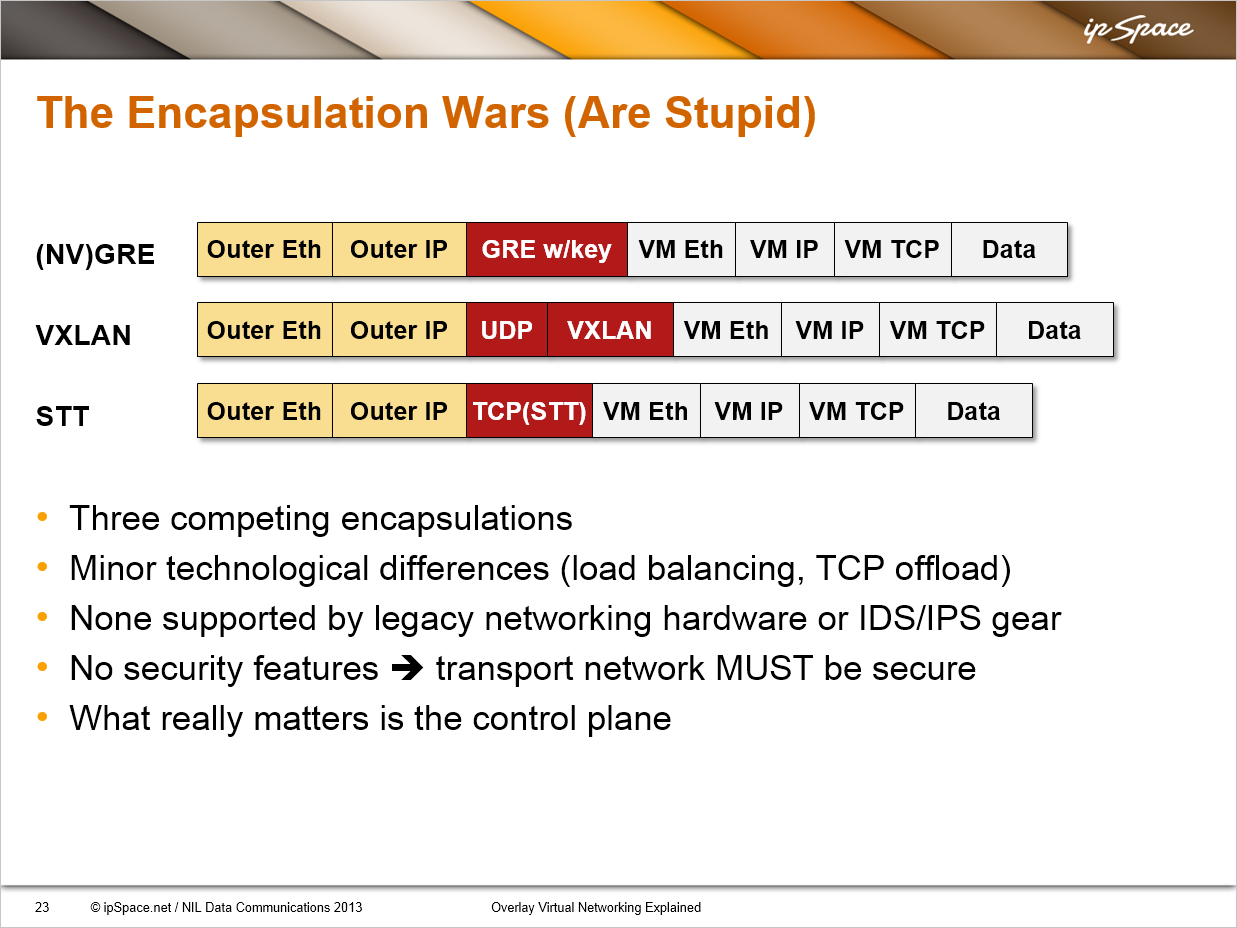 ipSpace
The Encapsulation Wars (Are Stupid)
(NV)GRE Outer Eth Outer IP GRE w/key VM Eth VM IP VM TCP Data
VXLAN Outer Eth Outer IP UDP VXLAN VM Eth VM IP VM TCP Data
STT Outer Eth Outer IP TCP(STT) VM Eth VM IP VM TCP Data
• Three competing encapsulations
• Minor technological differences (load balancing, TCP offload)
• None supported by legacy networking hardware or IDS/IPS gear
• No security features ➔ transport network MUST be secure
• What really matters is the control plane
23 © ipSpace.net / NIL Data Communications 2013 Overlay Virtual Networking Explained